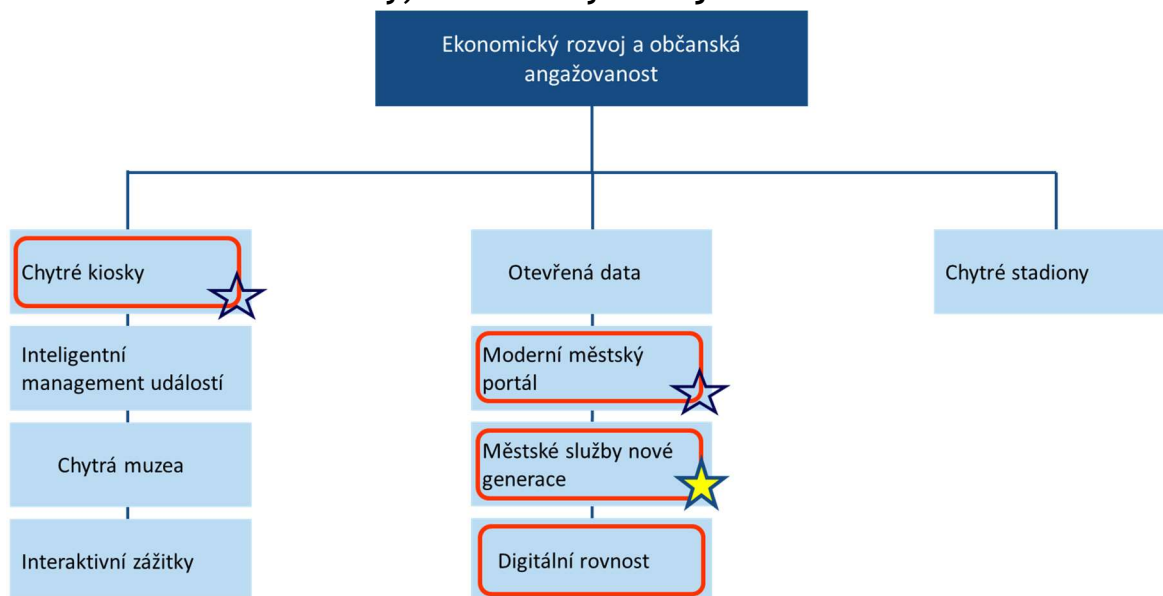 Ekonomický rozvoj a občanská
angažovanost
Chytré kiosky
Otevřená data
Chytré stadiony
Inteligentní
management událostí
Moderní městský
portál
Chytrá muzea
Městské služby nové
generace
Interaktivní zážitky
Digitální rovnost